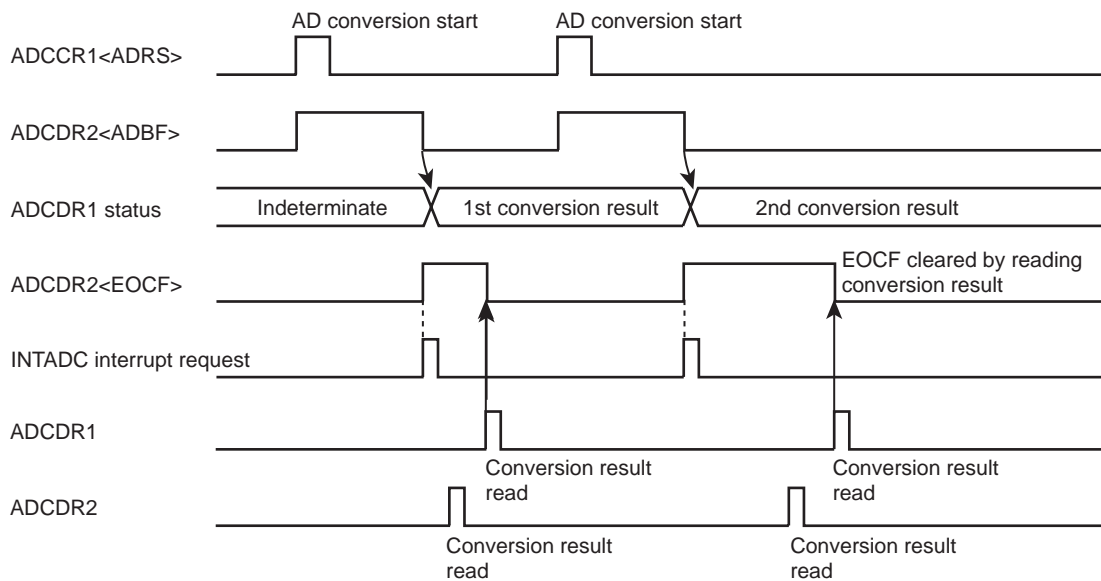 AD conversion start
AD conversion start
ADCCR1<ADRS>
ADCDR2<ADBF>
ADCDR1 status
Indeterminate
1st conversion result
2nd conversion result
ADCDR2<EOCF>
EOCF cleared by reading
conversion result
INTADC interrupt request
ADCDR1
Conversion result
read
Conversion result
read
ADCDR2
Conversion result
read
Conversion result
read